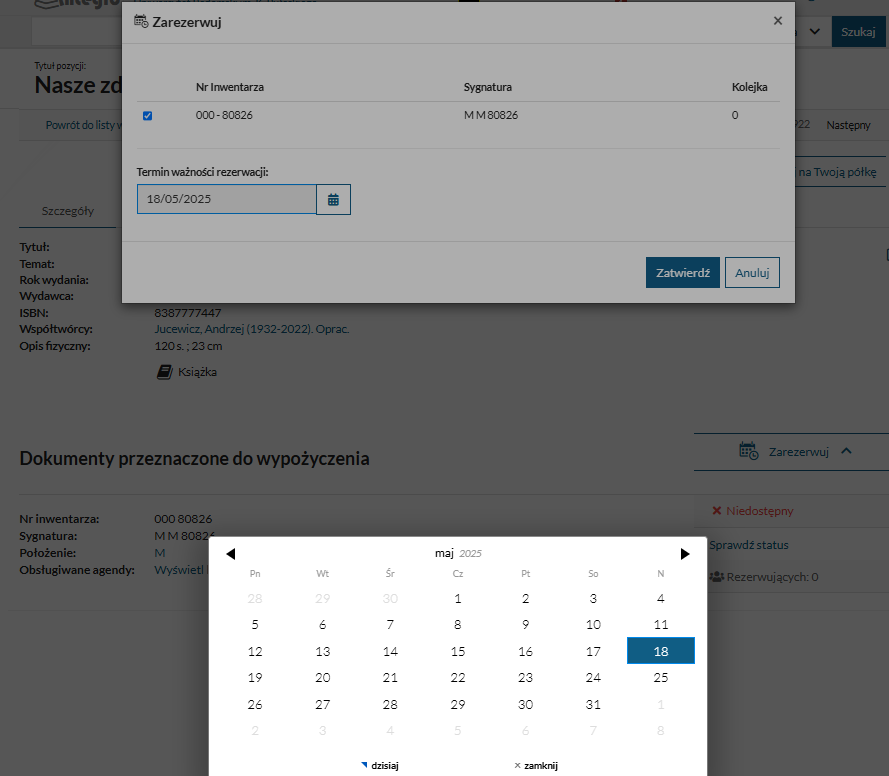 Zarezerwuj
×
Szukaj
Tytuł pozycji:
Nasze zd
Nr Inwentarza Sygnatura Kolejka
000 - 80826 M M 80826 0
Powrót do listy w
Następny
Termin ważności rezerwacji:
na Twoją półkę
18/05/2025
Szczegóły
Tytuł:
Temat:
Rok wydania:
Zatwierdź Anuluj
Wydawca:
ISBN: 8387777447
Współtwórcy: Jucewicz, Andrzej (1932-2022). Oprac.
Opis fizyczny: 120 s. ; 23 cm
Książka
Dokumenty przeznaczone do wypożyczenia
Zarezerwuj
Nr inwentarza: 000 80826
Niedostępny
Sygnatura: M M 80826
Położenie: M
Sprawdź status
Obsługiwane agendy: Wyświetl
Rezerwujących: 0
maj 2025
Pn Wt Śr Cz Pt So N
28 29 30 1 2 3 4
5 6 7 8 9 10 11
12 13 14 15 16 17 18
19 20 21 22 23 24 25
26 27 28 29 30 31 1
2 3 4 5 6 7 8
dzisiaj × zamknij